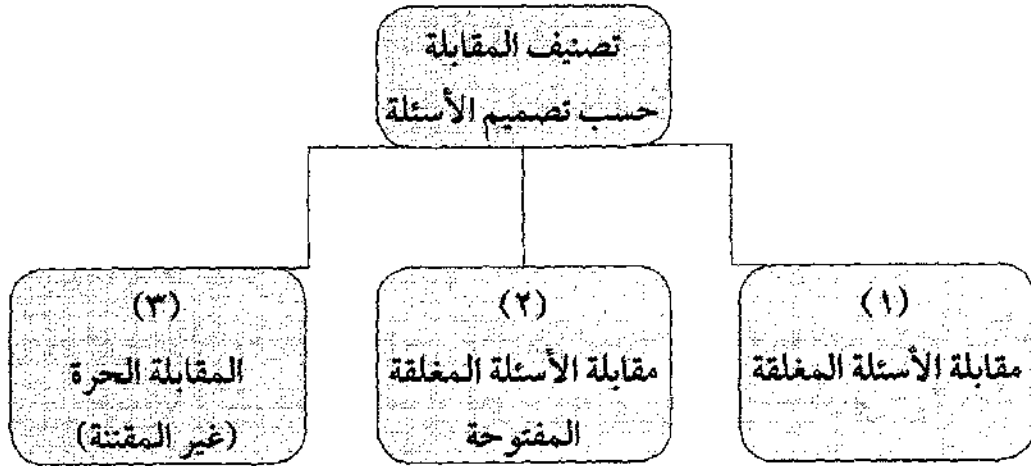 تصنيف المقابلة
حسب تصميم الأسئلة
(١)
مقابلة الأسئلة المغلقة
(٢)
مقابلة الأسئلة المغلقة
المفتوحة
(٣)
المقابلة الحرة
(غير المقننة)